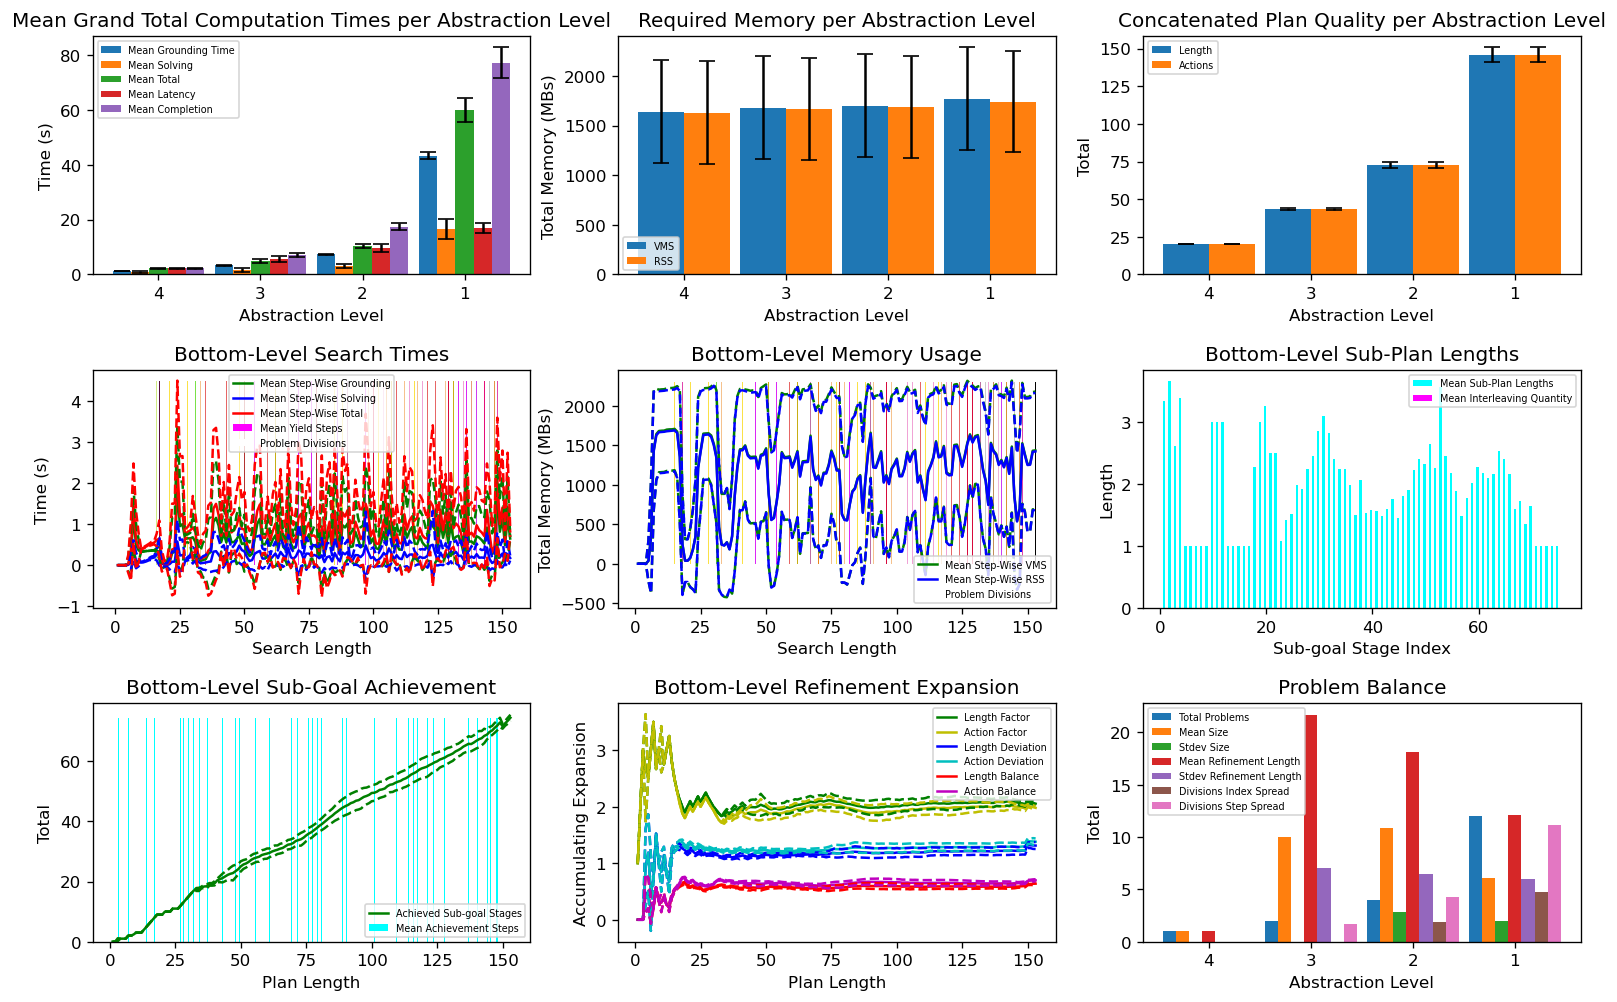 Mean Grand Total Computation Times per Abstraction Level
80
60
40
20
0
Time (s)
Mean Grounding Time
Mean Solving
Mean Total
Mean Latency
Mean Completion
4 3 2 1
Abstraction Level
Required Memory per Abstraction Level
2000
1500
1000
500
0
Total Memory (MBs)
VMS
RSS
4 3 2 1
Abstraction Level
Concatenated Plan Quality per Abstraction Level
150
125
100
75
50
25
0
Total
Length
Actions
4 3 2 1
Abstraction Level
Bottom-Level Search Times
4
3
2
1
0
−1
Time (s)
Mean Step-Wise Grounding
Mean Step-Wise Solving
Mean Step-Wise Total
Mean Yield Steps
Problem Divisions
0 25 50 75 100 125 150
Search Length
Bottom-Level Memory Usage
2000
1500
1000
500
0
−500
Total Memory (MBs)
Mean Step-Wise VMS
Mean Step-Wise RSS
Problem Divisions
0 25 50 75 100 125 150
Search Length
Bottom-Level Sub-Plan Lengths
3
2
1
0
Length
Mean Sub-Plan Lengths
Mean Interleaving Quantity
0 20 40 60
Sub-goal Stage Index
Bottom-Level Sub-Goal Achievement
60
40
20
0
Total
Achieved Sub-goal Stages
Mean Achievement Steps
0 25 50 75 100 125 150
Plan Length
Bottom-Level Refinement Expansion
3
2
1
0
Accumulating Expansion
Length Factor
Action Factor
Length Deviation
Action Deviation
Length Balance
Action Balance
0 25 50 75 100 125 150
Plan Length
Problem Balance
20
15
10
5
0
Total
Total Problems
Mean Size
Stdev Size
Mean Refinement Length
Stdev Refinement Length
Divisions Index Spread
Divisions Step Spread
4 3 2 1
Abstraction Level